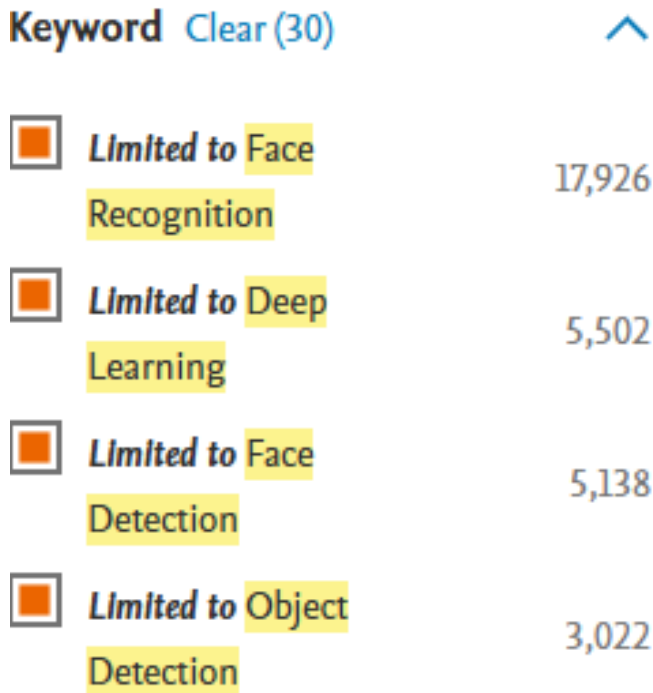 Keyword Clear (30)
Limited to Face
Recognition
17,926
Limited to Deep
Learning
5,502
Limited to Face
Detection
5,138
Limited to Object
Detection
3,022